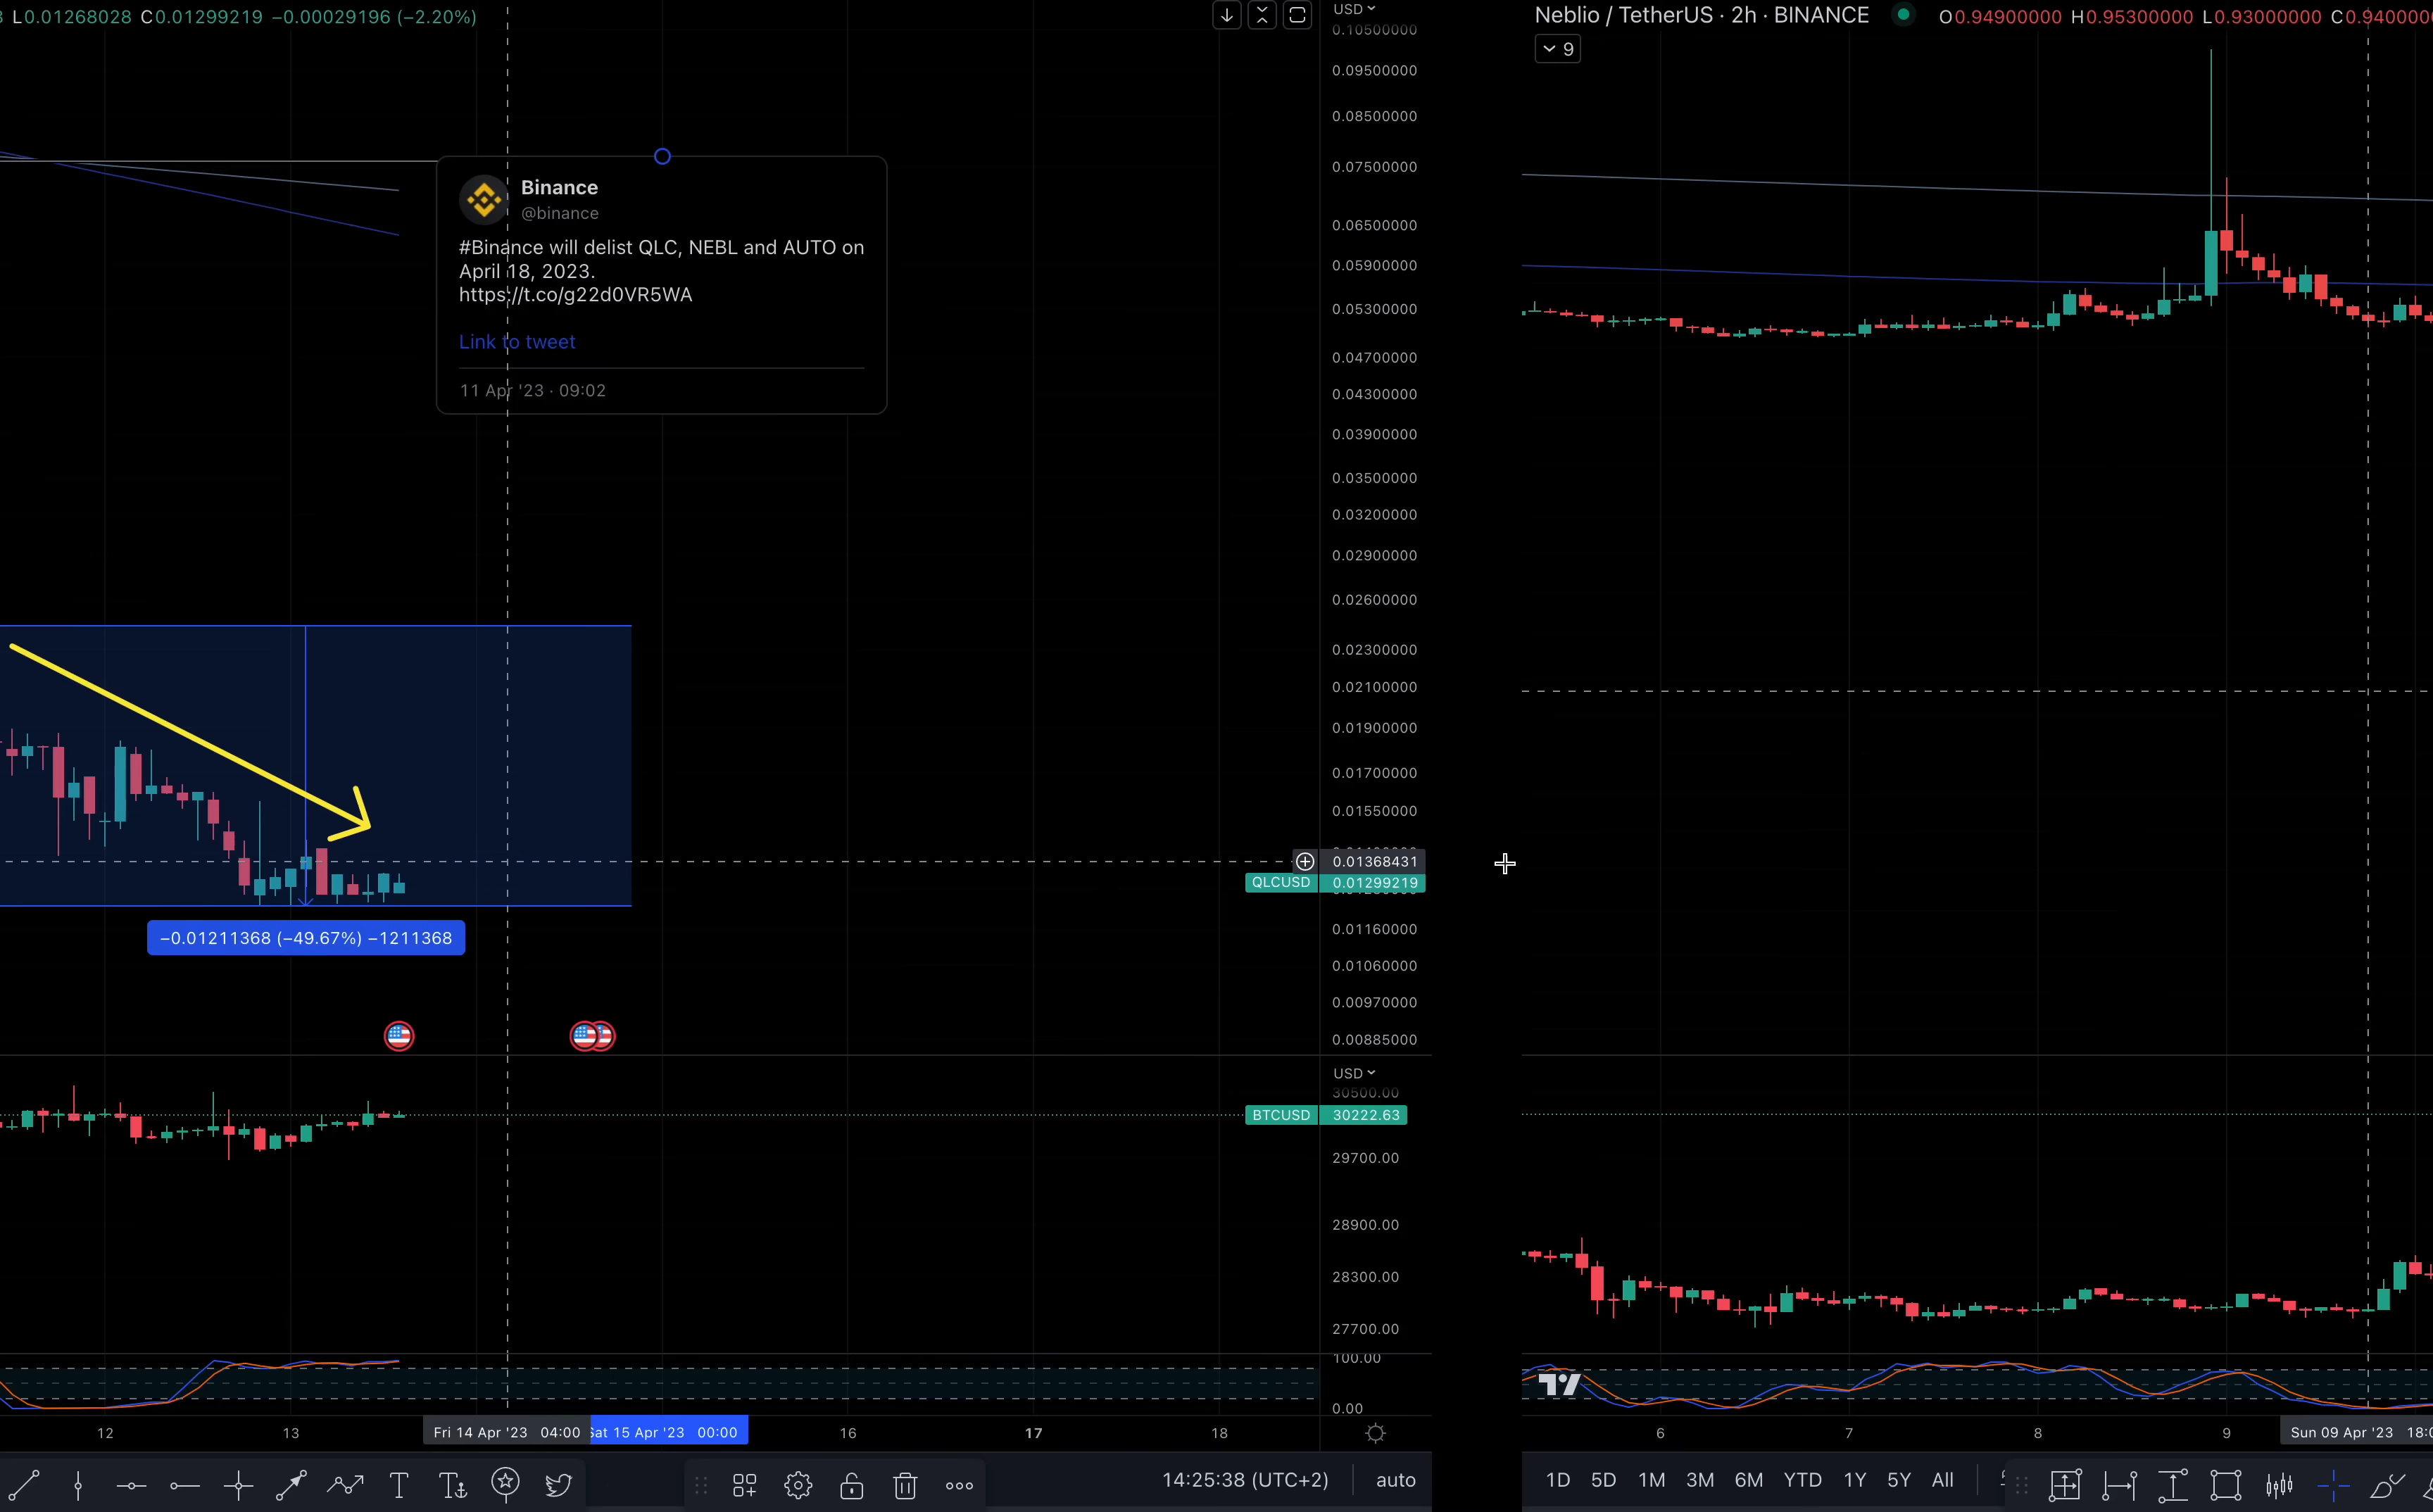 L0.01268028 C0.01299219 −0.00029196 (−2.20%)
USD
0.10500000
0.09500000
0.08500000
0.07500000
0.06500000
0.05900000
0.05300000
0.04700000
0.04300000
0.03900000
0.03500000
0.03200000
0.02900000
0.02600000
0.02300000
0.02100000
0.01900000
0.01700000
0.01550000
0.01368431
QLCUSD 0.01299219
0.01160000
0.01060000
0.00970000
0.00885000
Binance
@binance
#Binance will delist QLC, NEBL and AUTO on
April 18, 2023.
https://t.co/g22d0VR5WA
Link to tweet
11 Apr '23 · 09:02
−0.01211368 (−49.67%) −1211368
USD
30500.00
BTCUSD 30222.63
29700.00
28900.00
28300.00
27700.00
100.00
0.00
12 13 Fri 14 Apr '23 04:00 Sat 15 Apr '23 00:00 16 17 18
14:25:38 (UTC+2) auto
Neblio / TetherUS · 2h · BINANCE O0.94900000 H0.95300000 L0.93000000 C0.9400000
9
6 7 8 9 Sun 09 Apr '23 18:0
1D 5D 1M 3M 6M YTD 1Y 5Y All